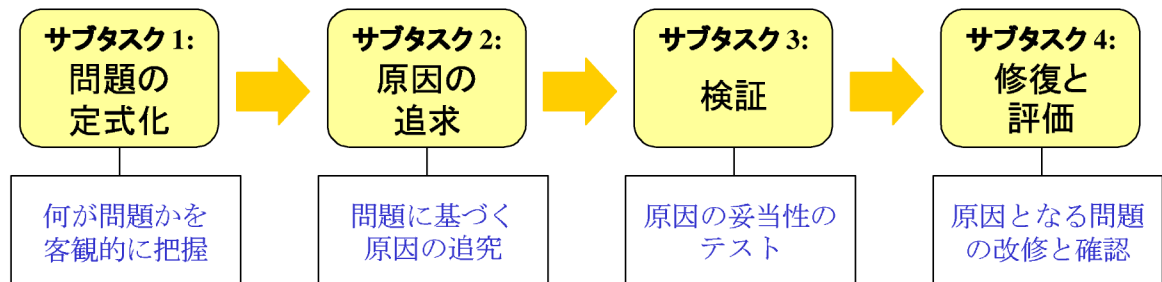 サブタスク 1:
問題の
定式化
サブタスク 2:
原因の
追求
サブタスク 3:
検証
サブタスク 4:
修復と
評価
何が問題かを
客観的に把握
問題に基づく
原因の追究
原因の妥当性の
テスト
原因となる問題
の改修と確認